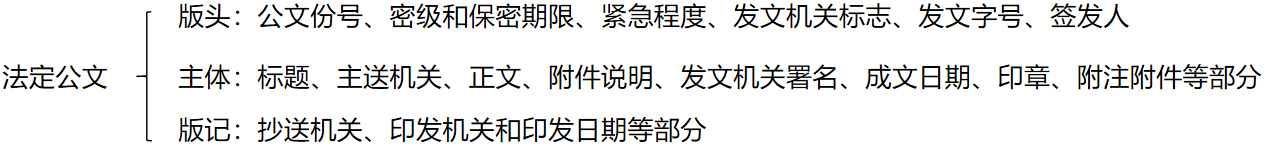 版头：公文份号、密级和保密期限、紧急程度、发文机关标志、发文字号、签发人
法定公文
主体：标题、主送机关、正文、附件说明、发文机关署名、成文日期、印章、附注附件等部分
版记：抄送机关、印发机关和印发日期等部分